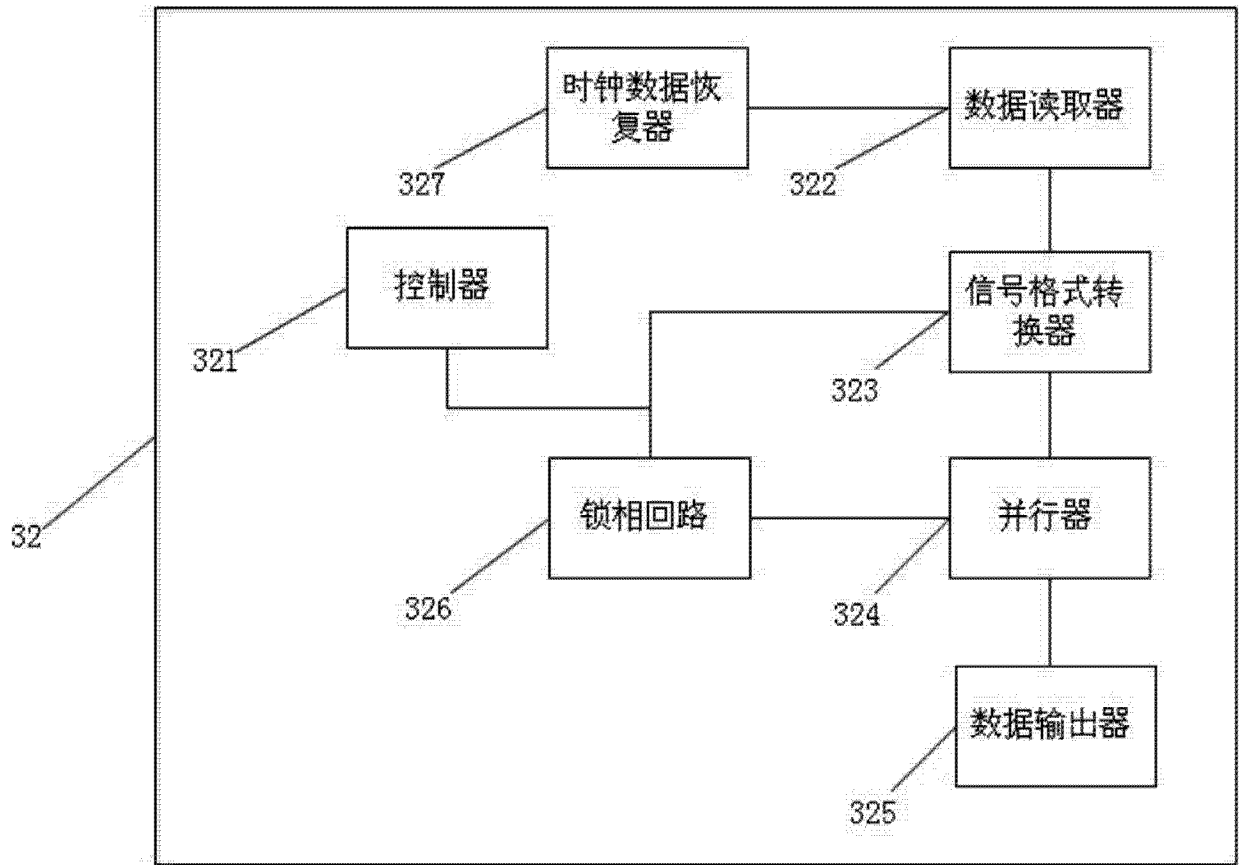 时钟数据恢
复器
数据读取器
327
322
控制器
信号格式转
换器
321
323
锁相回路
并行器
32
326
324
数据输出器
325